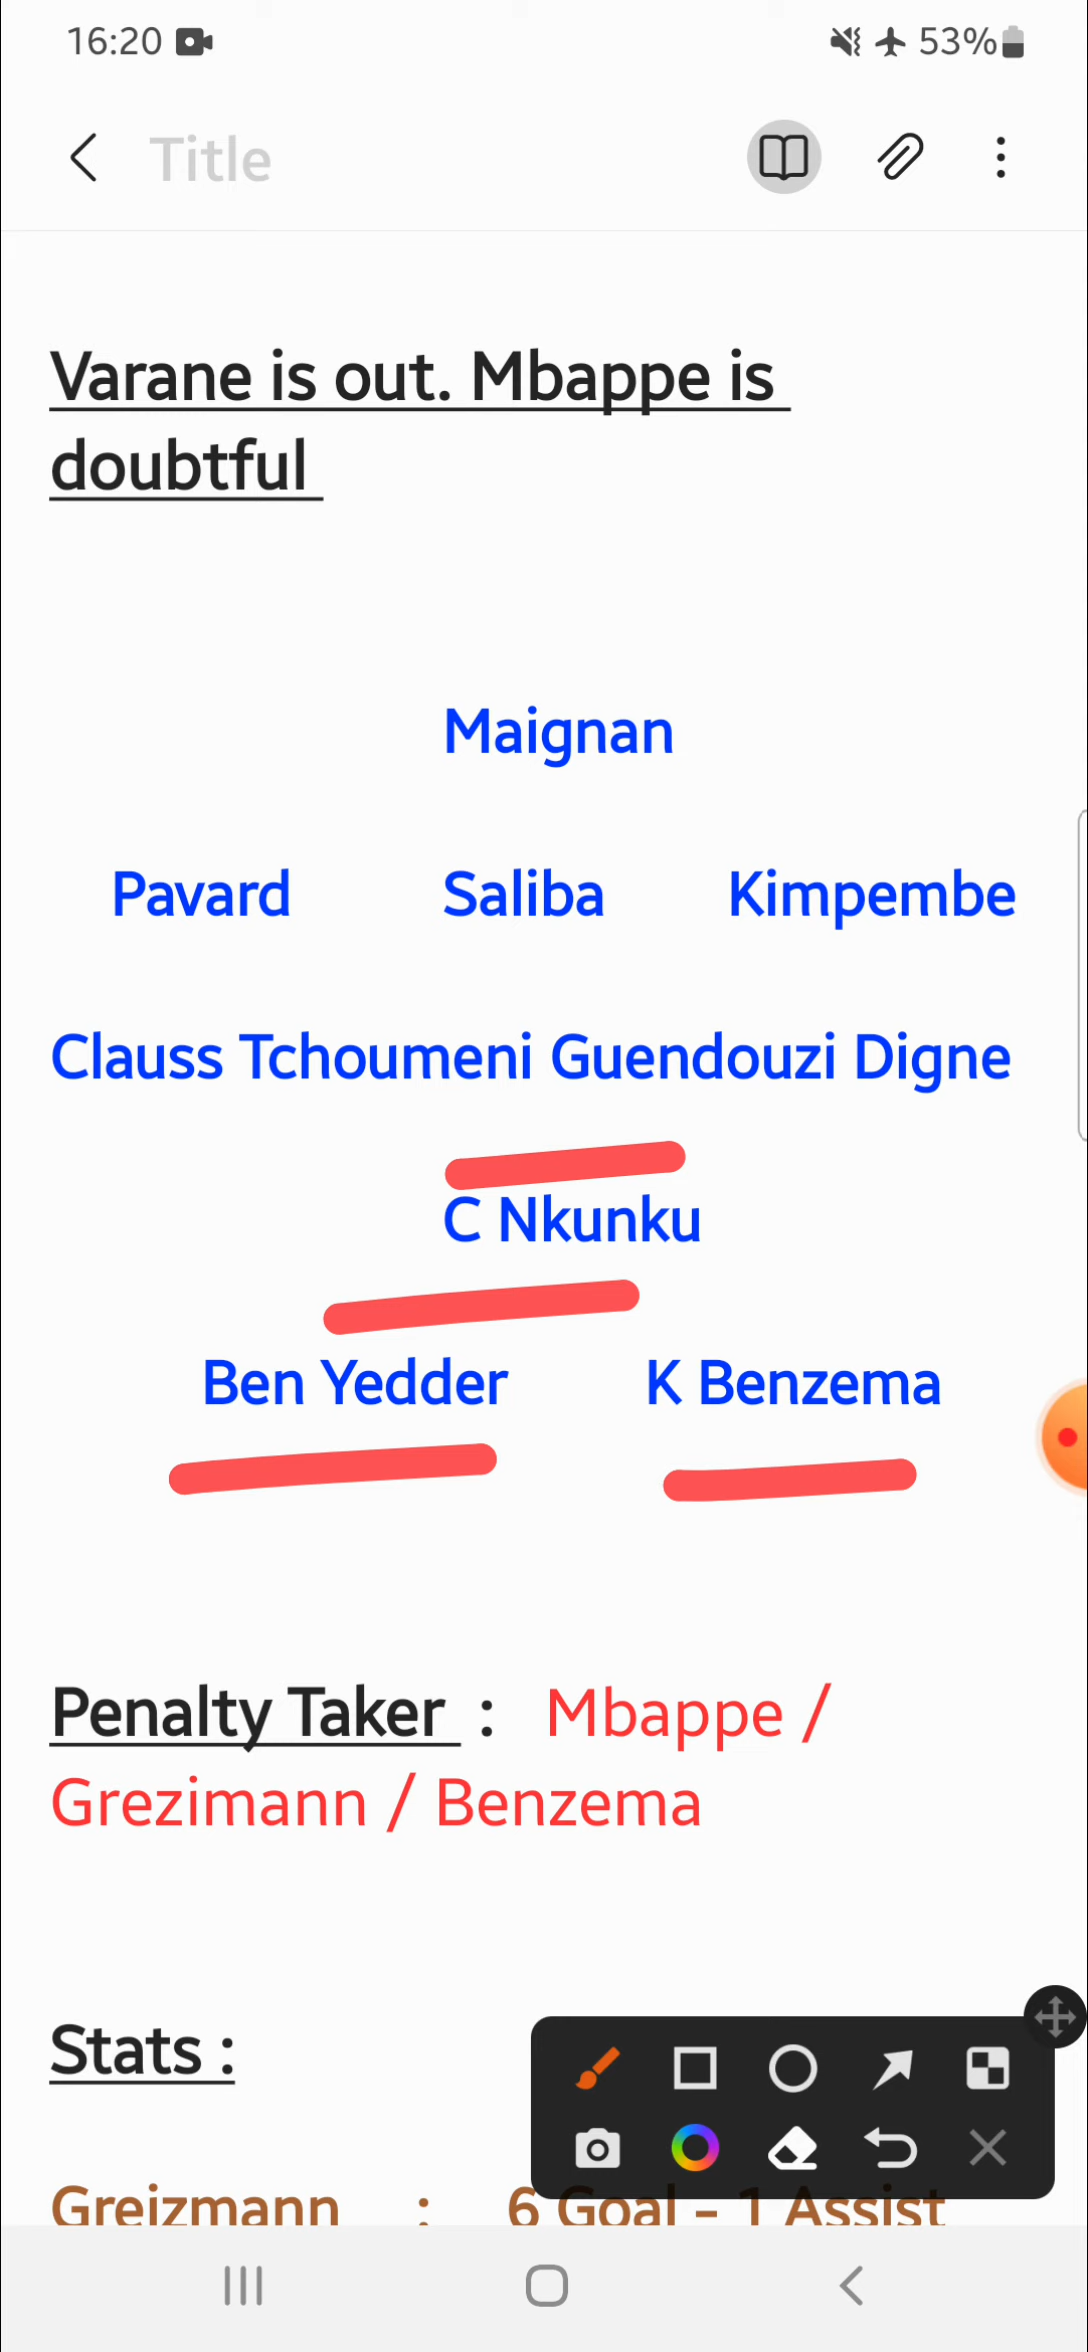 16:20 53%
Title
Varane is out. Mbappe is
doubtful
Maignan
Pavard Saliba Kimpembe
Clauss Tchoumeni Guendouzi Digne
C Nkunku
Ben Yedder K Benzema
Penalty Taker : Mbappe /
Grezimann / Benzema
Stats :
Greizmann : 6 Goal - 1 Assist